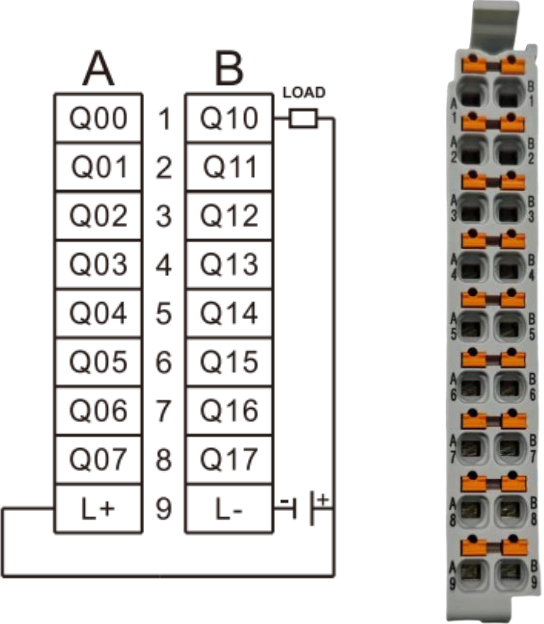 A B
LOAD
Q00 1 Q10
Q01 2 Q11
Q02 3 Q12
Q03 4 Q13
Q04 5 Q14
Q05 6 Q15
Q06 7 Q16
Q07 8 Q17
L+ 9 L- - +
A1 B1
A2 B2
A3 B3
A4 B4
A5 B5
A6 B6
A7 B7
A8 B8
A9 B9